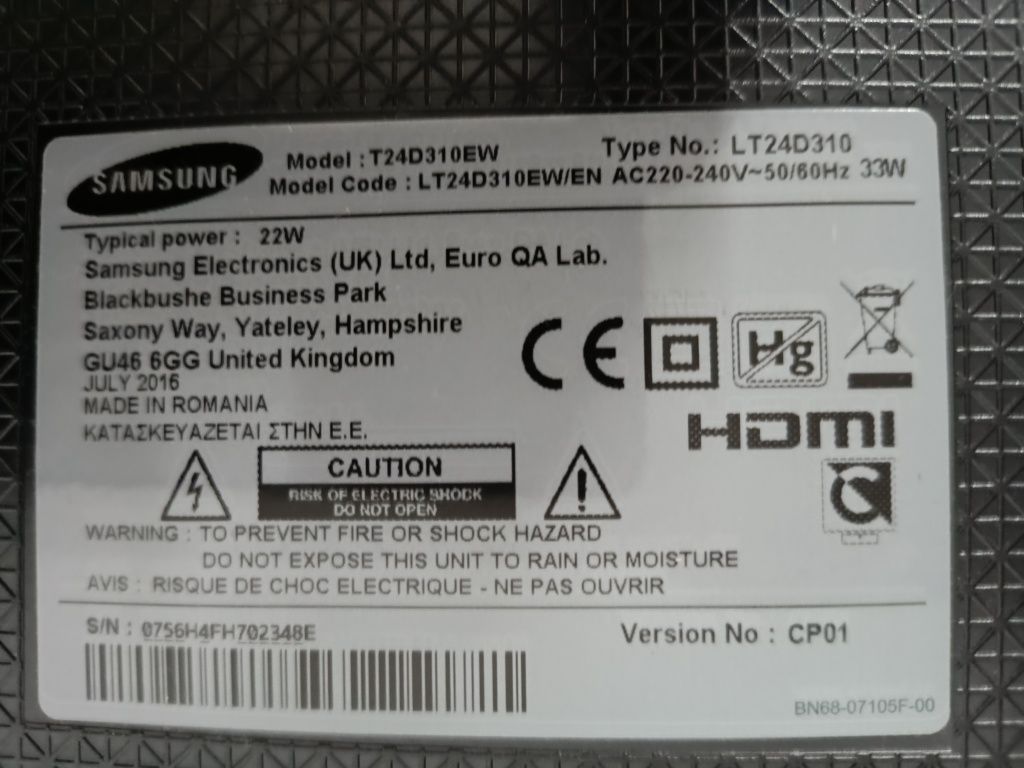 SAMSUNG
Model : T24D310EW Type No.: LT24D310
Model Code : LT24D310EW/EN AC220-240V~50/60Hz 33W
Typical power : 22W
Samsung Electronics (UK) Ltd, Euro QA Lab.
Blackbushe Business Park
Saxony Way, Yateley, Hampshire
GU46 6GG United Kingdom
JULY 2016
MADE IN ROMANIA
ΚΑΤΑΣΚΕΥΑΖΕΤΑΙ ΣΤΗΝ Ε.Ε.
CE
Hg
HDMI
CAUTION
RISK OF ELECTRIC SHOCK
DO NOT OPEN
WARNING : TO PREVENT FIRE OR SHOCK HAZARD
DO NOT EXPOSE THIS UNIT TO RAIN OR MOISTURE
AVIS : RISQUE DE CHOC ELECTRIQUE - NE PAS OUVRIR
S/N : 0756H4FH702348E
Version No : CP01
BN68-07105F-00